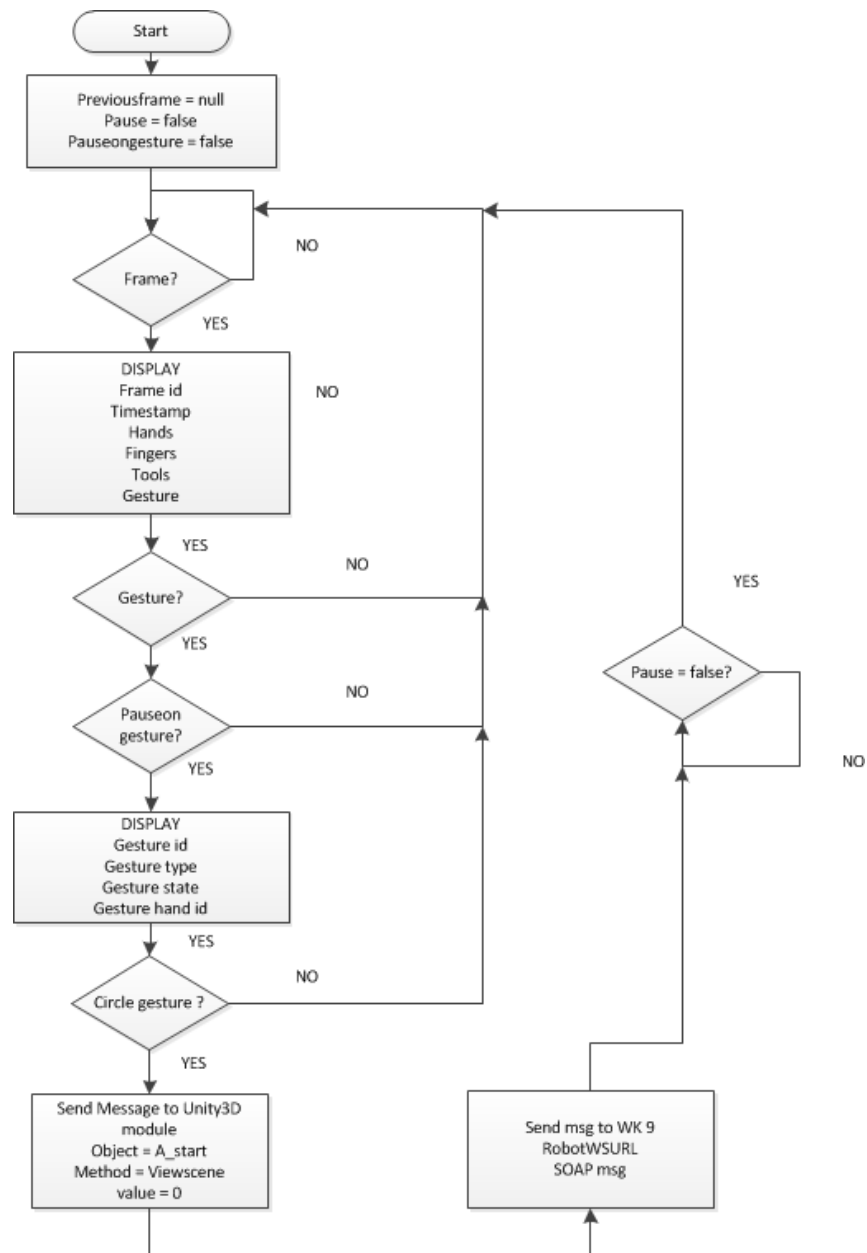 Start
Previousframe = null
Pause = false
Pauseongesture = false
NO
Frame?
YES
DISPLAY
Frame id
Timestamp
Hands
Fingers
Tools
Gesture
NO
YES
NO
Gesture?
YES
NO
Pauseon
gesture?
YES
DISPLAY
Gesture id
Gesture type
Gesture state
Gesture hand id
YES
NO
Circle gesture ?
YES
Send Message to Unity3D
module
Object = A_start
Method = Viewscene
value = 0
YES
Pause = false?
NO
Send msg to WK 9
RobotWSURL
SOAP msg